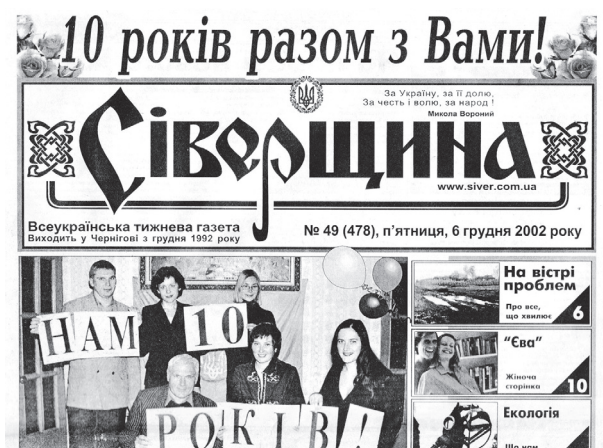 10 років разом з Вами!
За Україну, за її долю,
За честь і волю, за народ !
Микола Вороний
Сіверщина
www.siver.com.ua
Всеукраїнська тижнева газета
Виходить у Чернігові з грудня 1992 року
№ 49 (478), п'ятниця, 6 грудня 2002 року
НАМ 10
РОКІВ!
На вістрі
проблем
Про все,
що хвилює
6
"Єва"
Жіноча
сторінка
10
Екологія